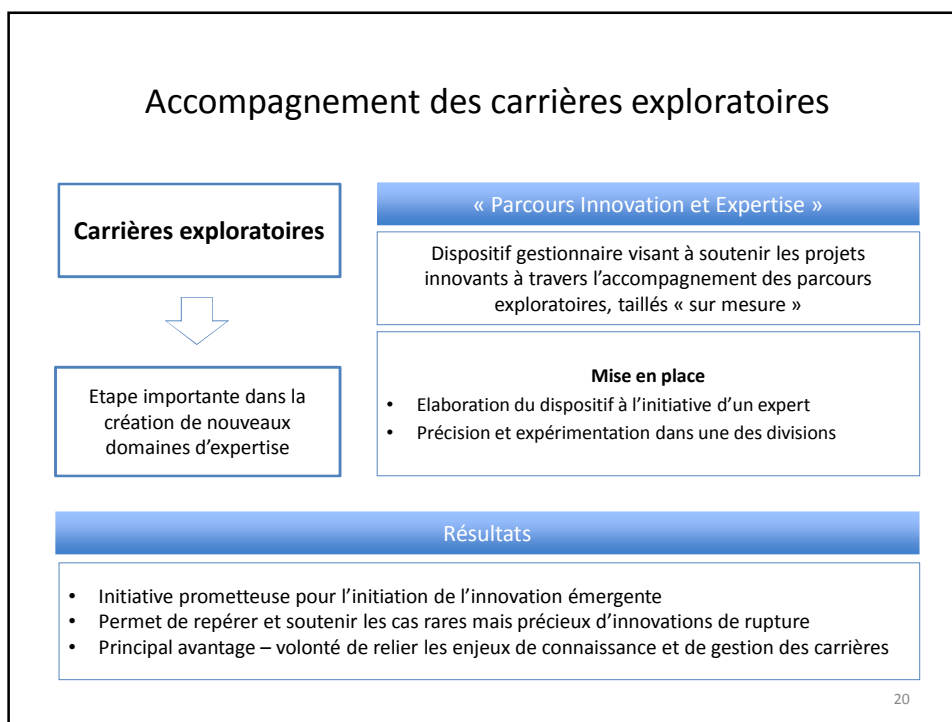 Accompagnement des carrières exploratoires
Carrières exploratoires
Etape importante dans la
création de nouveaux
domaines d’expertise
« Parcours Innovation et Expertise »
Dispositif gestionnaire visant à soutenir les projets
innovants à travers l’accompagnement des parcours
exploratoires, taillés « sur mesure »
Mise en place
• Elaboration du dispositif à l’initiative d’un expert
• Précision et expérimentation dans une des divisions
Résultats
• Initiative prometteuse pour l’initiation de l’innovation émergente
• Permet de repérer et soutenir les cas rares mais précieux d’innovations de rupture
• Principal avantage – volonté de relier les enjeux de connaissance et de gestion des carrières
20